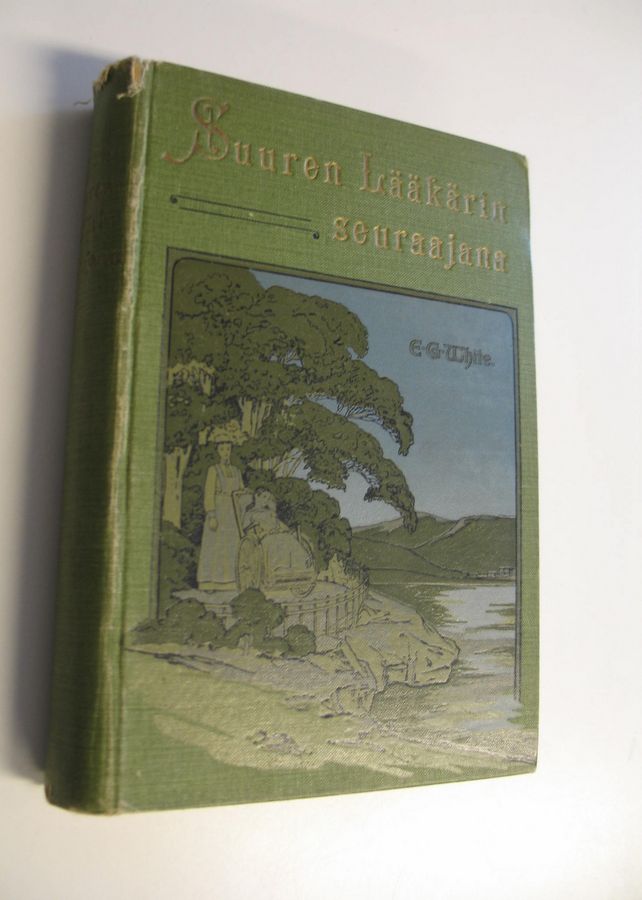 Suuren Lääkärin
seuraajana
E·G·White.